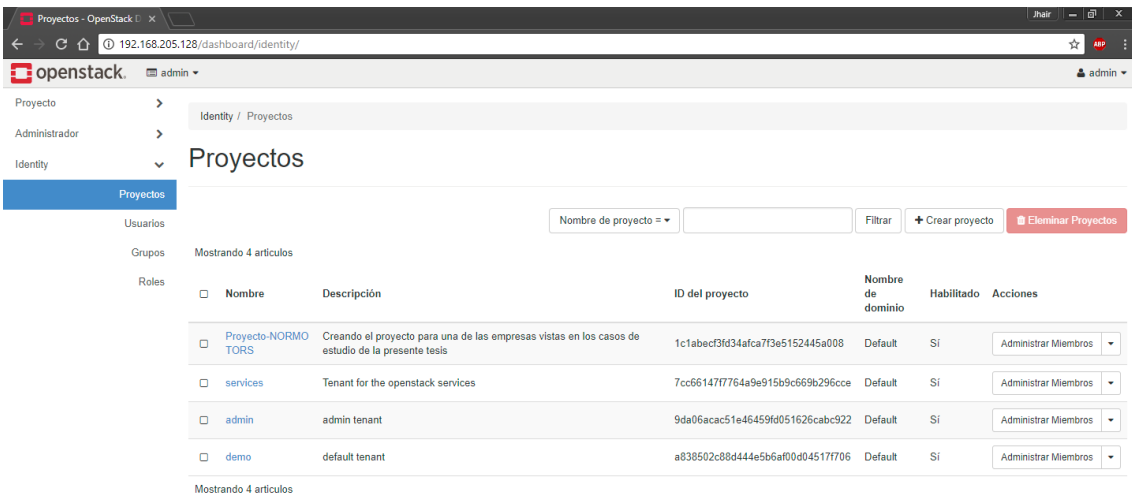 Proyectos - OpenStack D
Jhair
192.168.205.128/dashboard/identity/
ABP
openstack. admin
admin
Proyecto
Administrador
Identity
Proyectos
Usuarios
Grupos
Roles
Identity / Proyectos
Proyectos
Nombre de proyecto = Filtrar + Crear proyecto Eleminar Proyectos
Mostrando 4 articulos
Nombre Descripción ID del proyecto Nombre de dominio Habilitado Acciones
Proyecto-NORMO
TORS
Creando el proyecto para una de las empresas vistas en los casos de
estudio de la presente tesis
1c1abecf3fd34afca7f3e5152445a008 Default Sí Administrar Miembros
services Tenant for the openstack services 7cc66147f7764a9e915b9c669b296cce Default Sí Administrar Miembros
admin admin tenant 9da06acac51e46459fd051626cabc922 Default Sí Administrar Miembros
demo default tenant a838502c88d444e5b6af00d04517f706 Default Sí Administrar Miembros
Mostrando 4 articulos